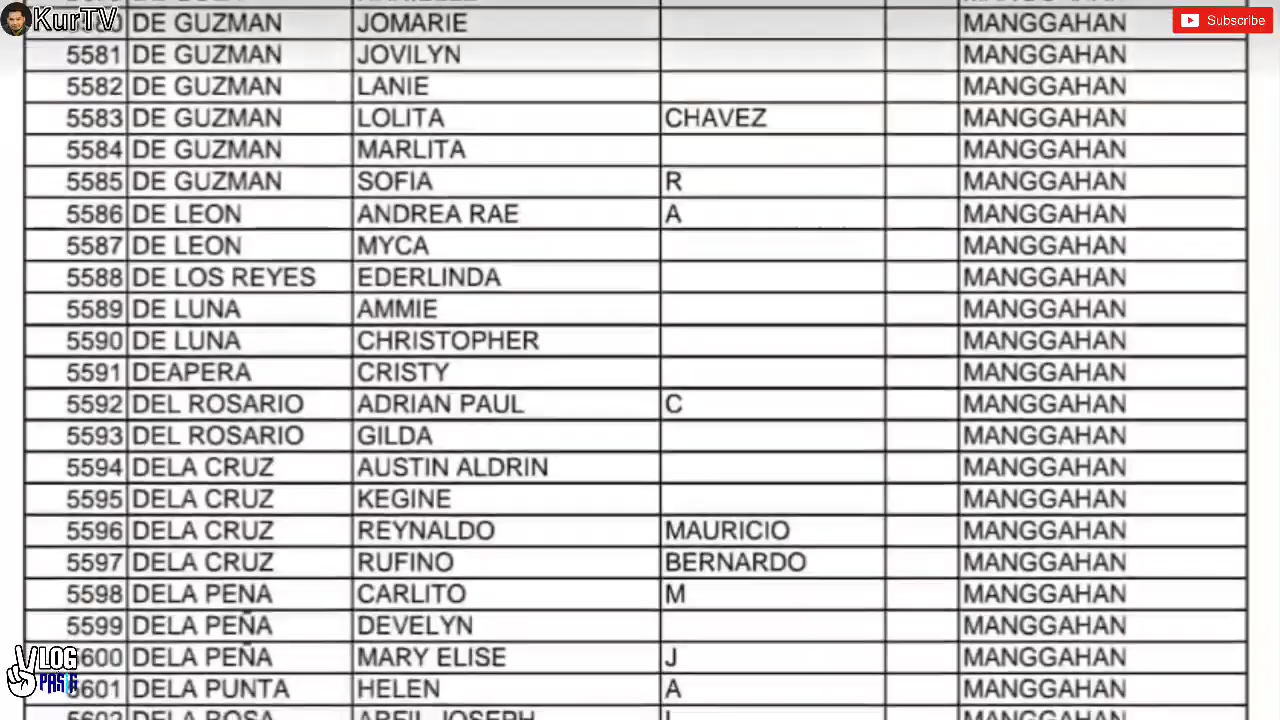 KurTV
Subscribe
DE GUZMAN JOMARIE MANGGAHAN
5581 DE GUZMAN JOVILYN MANGGAHAN
5582 DE GUZMAN LANIE MANGGAHAN
5583 DE GUZMAN LOLITA CHAVEZ MANGGAHAN
5584 DE GUZMAN MARLITA MANGGAHAN
5585 DE GUZMAN SOFIA R MANGGAHAN
5586 DE LEON ANDREA RAE A MANGGAHAN
5587 DE LEON MYCA MANGGAHAN
5588 DE LOS REYES EDERLINDA MANGGAHAN
5589 DE LUNA AMMIE MANGGAHAN
5590 DE LUNA CHRISTOPHER MANGGAHAN
5591 DEAPERA CRISTY MANGGAHAN
5592 DEL ROSARIO ADRIAN PAUL C MANGGAHAN
5593 DEL ROSARIO GILDA MANGGAHAN
5594 DELA CRUZ AUSTIN ALDRIN MANGGAHAN
5595 DELA CRUZ KEGINE MANGGAHAN
5596 DELA CRUZ REYNALDO MAURICIO MANGGAHAN
5597 DELA CRUZ RUFINO BERNARDO MANGGAHAN
5598 DELA PENA CARLITO M MANGGAHAN
5599 DELA PEÑA DEVELYN MANGGAHAN
5600 DELA PEÑA MARY ELISE J MANGGAHAN
5601 DELA PUNTA HELEN A MANGGAHAN
VLOG
PASIG